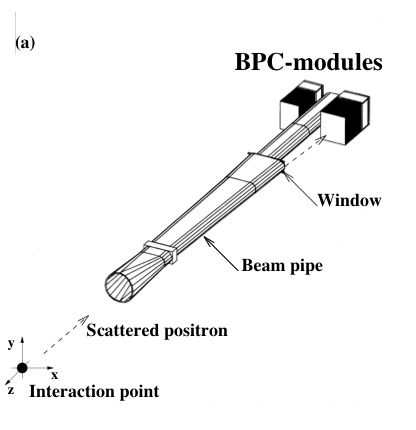 (a)
BPC-modules
Window
Beam pipe
Scattered positron
y
x
z
Interaction point